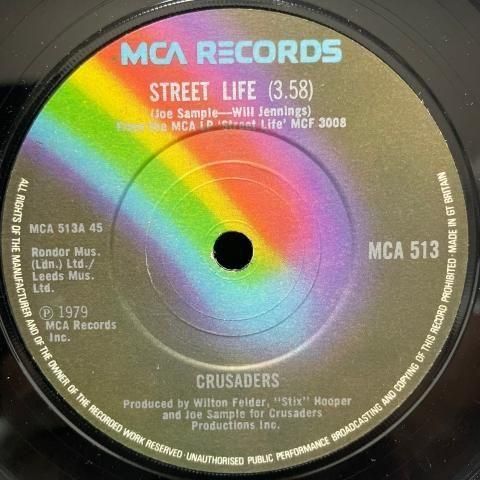 MCA RECORDS
STREET LIFE (3.58)
(Joe Sample—Will Jennings)
From the MCA LP 'Street Life' MCF 3008
MCA 513A 45
Rondor Mus.
(Ldn.) Ltd./
Leeds Mus.
Ltd.
Ⓟ 1979
MCA Records
Inc.
MCA 513
CRUSADERS
Produced by Wilton Felder, "Stix" Hooper
and Joe Sample for Crusaders
Productions Inc.
ALL RIGHTS OF THE MANUFACTURER AND OF THE OWNER OF THE RECORDED WORK RESERVED · UNAUTHORISED PUBLIC PERFORMANCE BROADCASTING AND COPYING OF THIS RECORD PROHIBITED · MADE IN GT BRITAIN